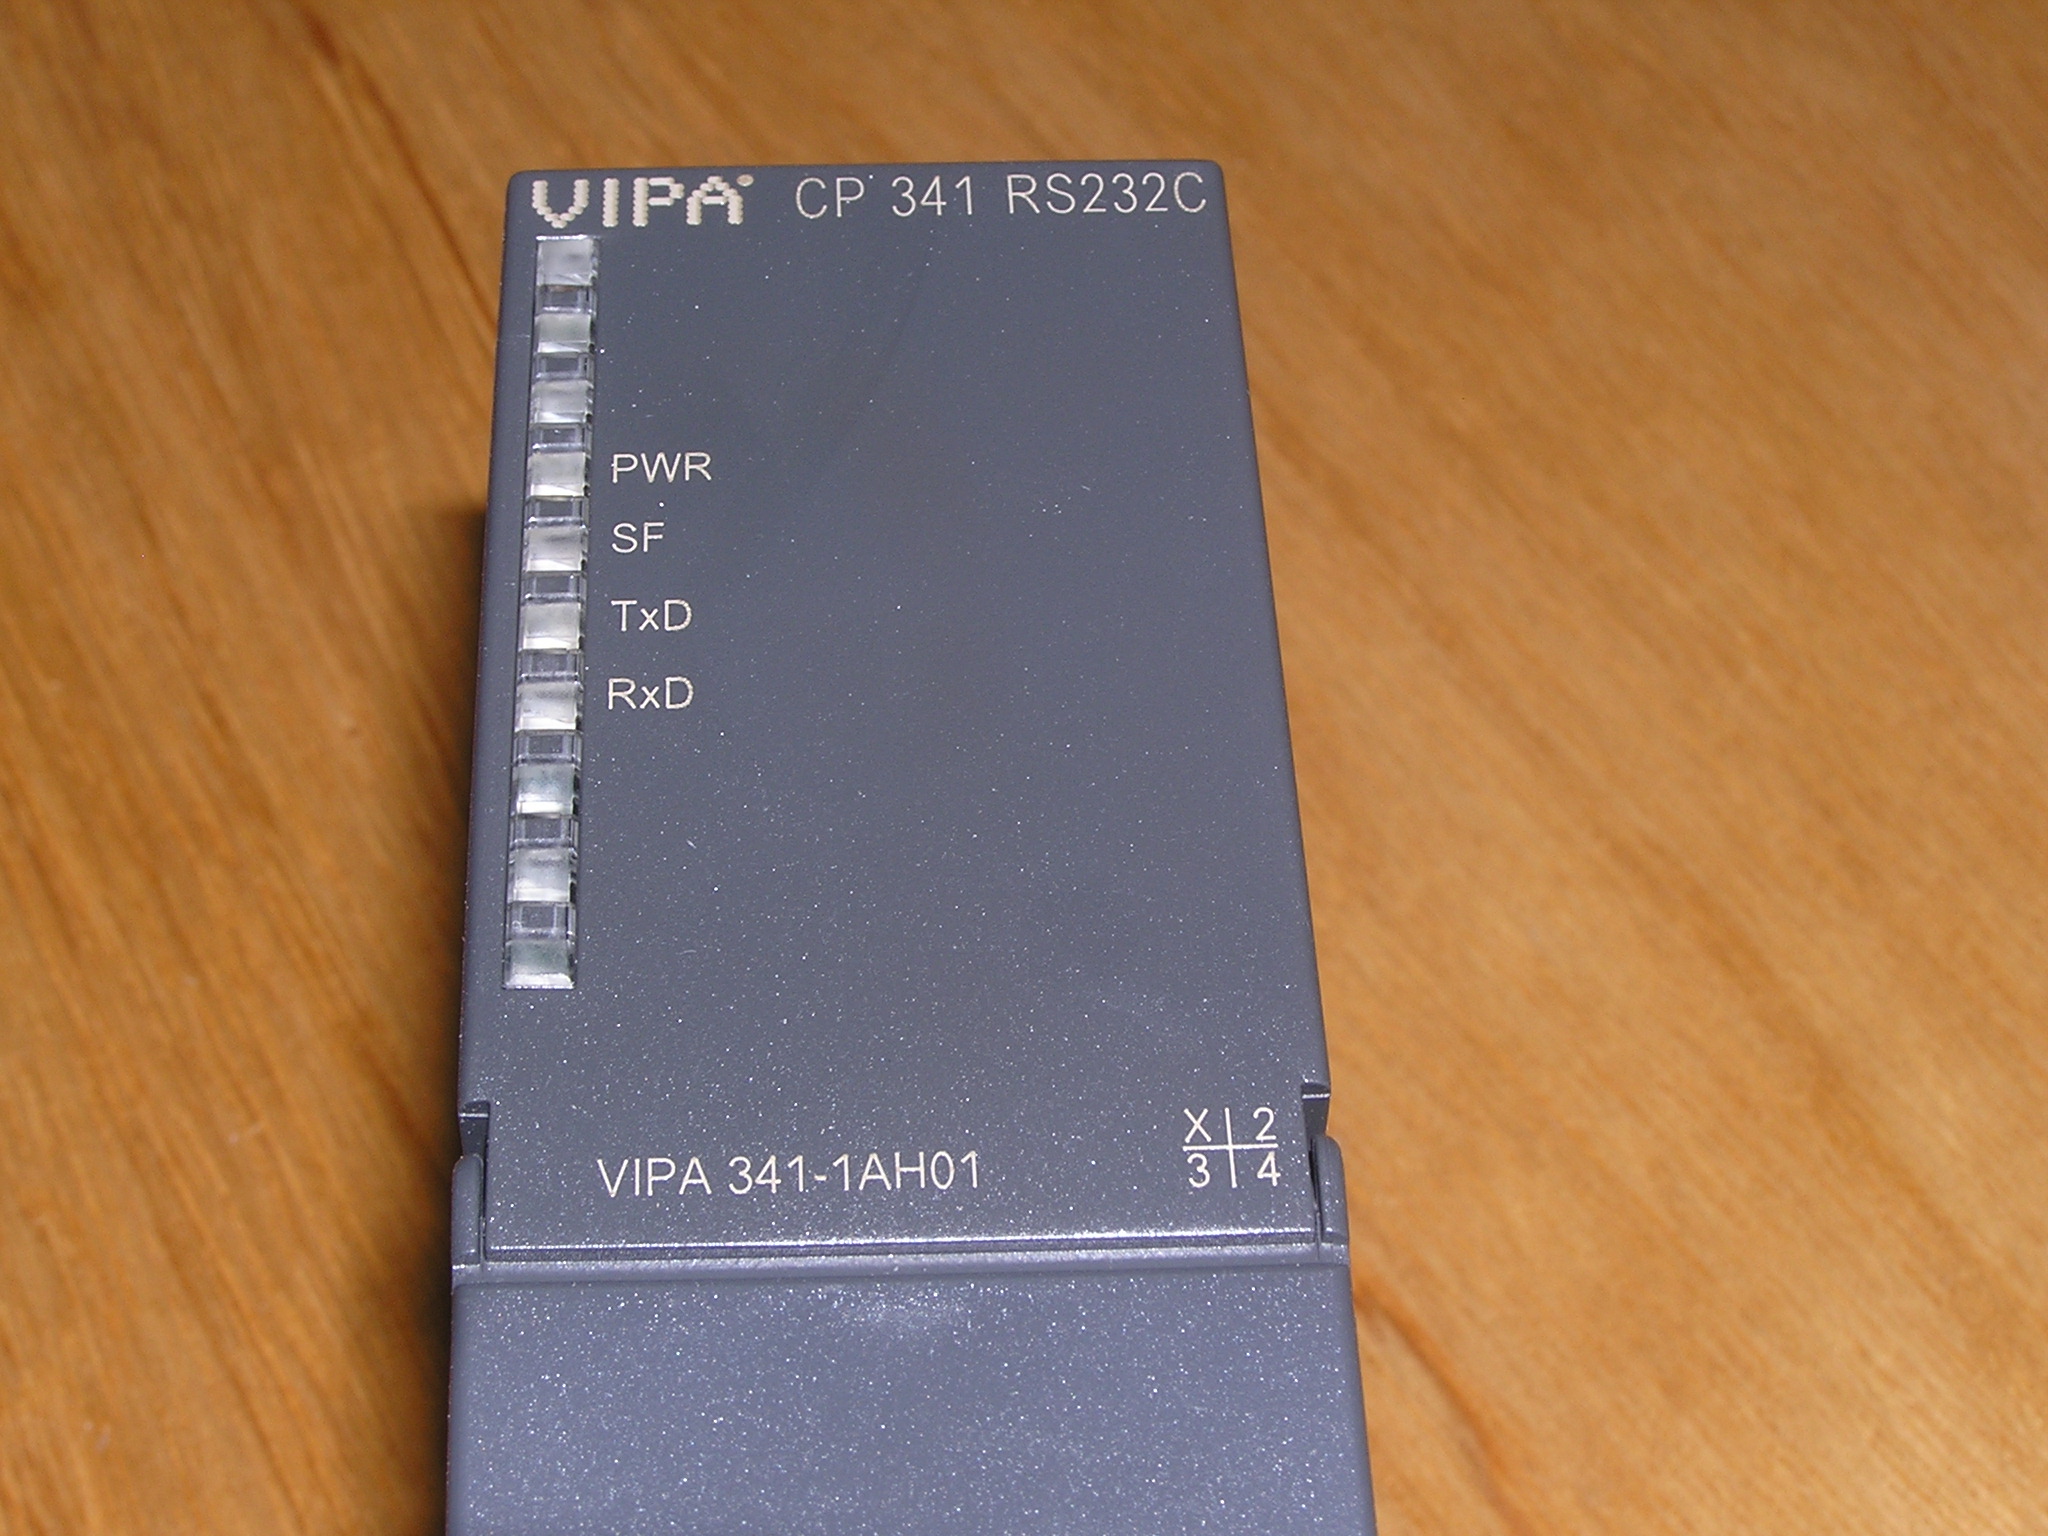 VIPA CP 341 RS232C
PWR
SF
TxD
RxD
VIPA 341-1AH01
X 2
3 4